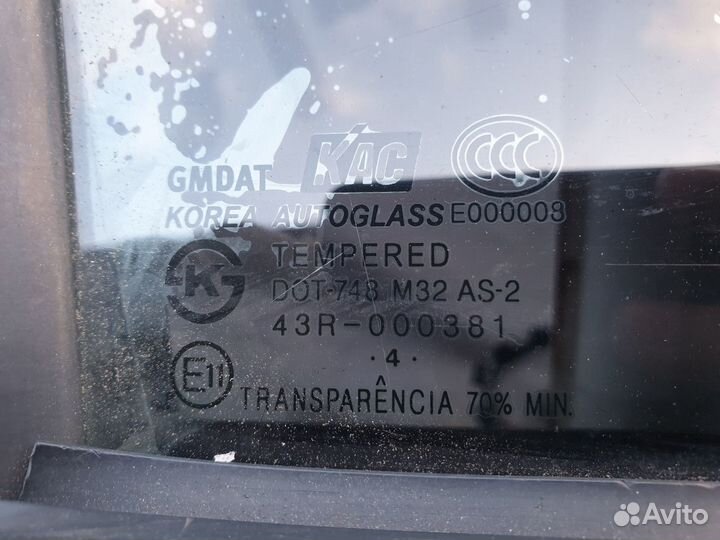 GMDAT KAC CCC
KOREA AUTOGLASS E000008
TEMPERED
K
DOT-748 M32 AS-2
43R-000381
·4·
E11
TRANSPARÊNCIA 70% MIN.
Avito